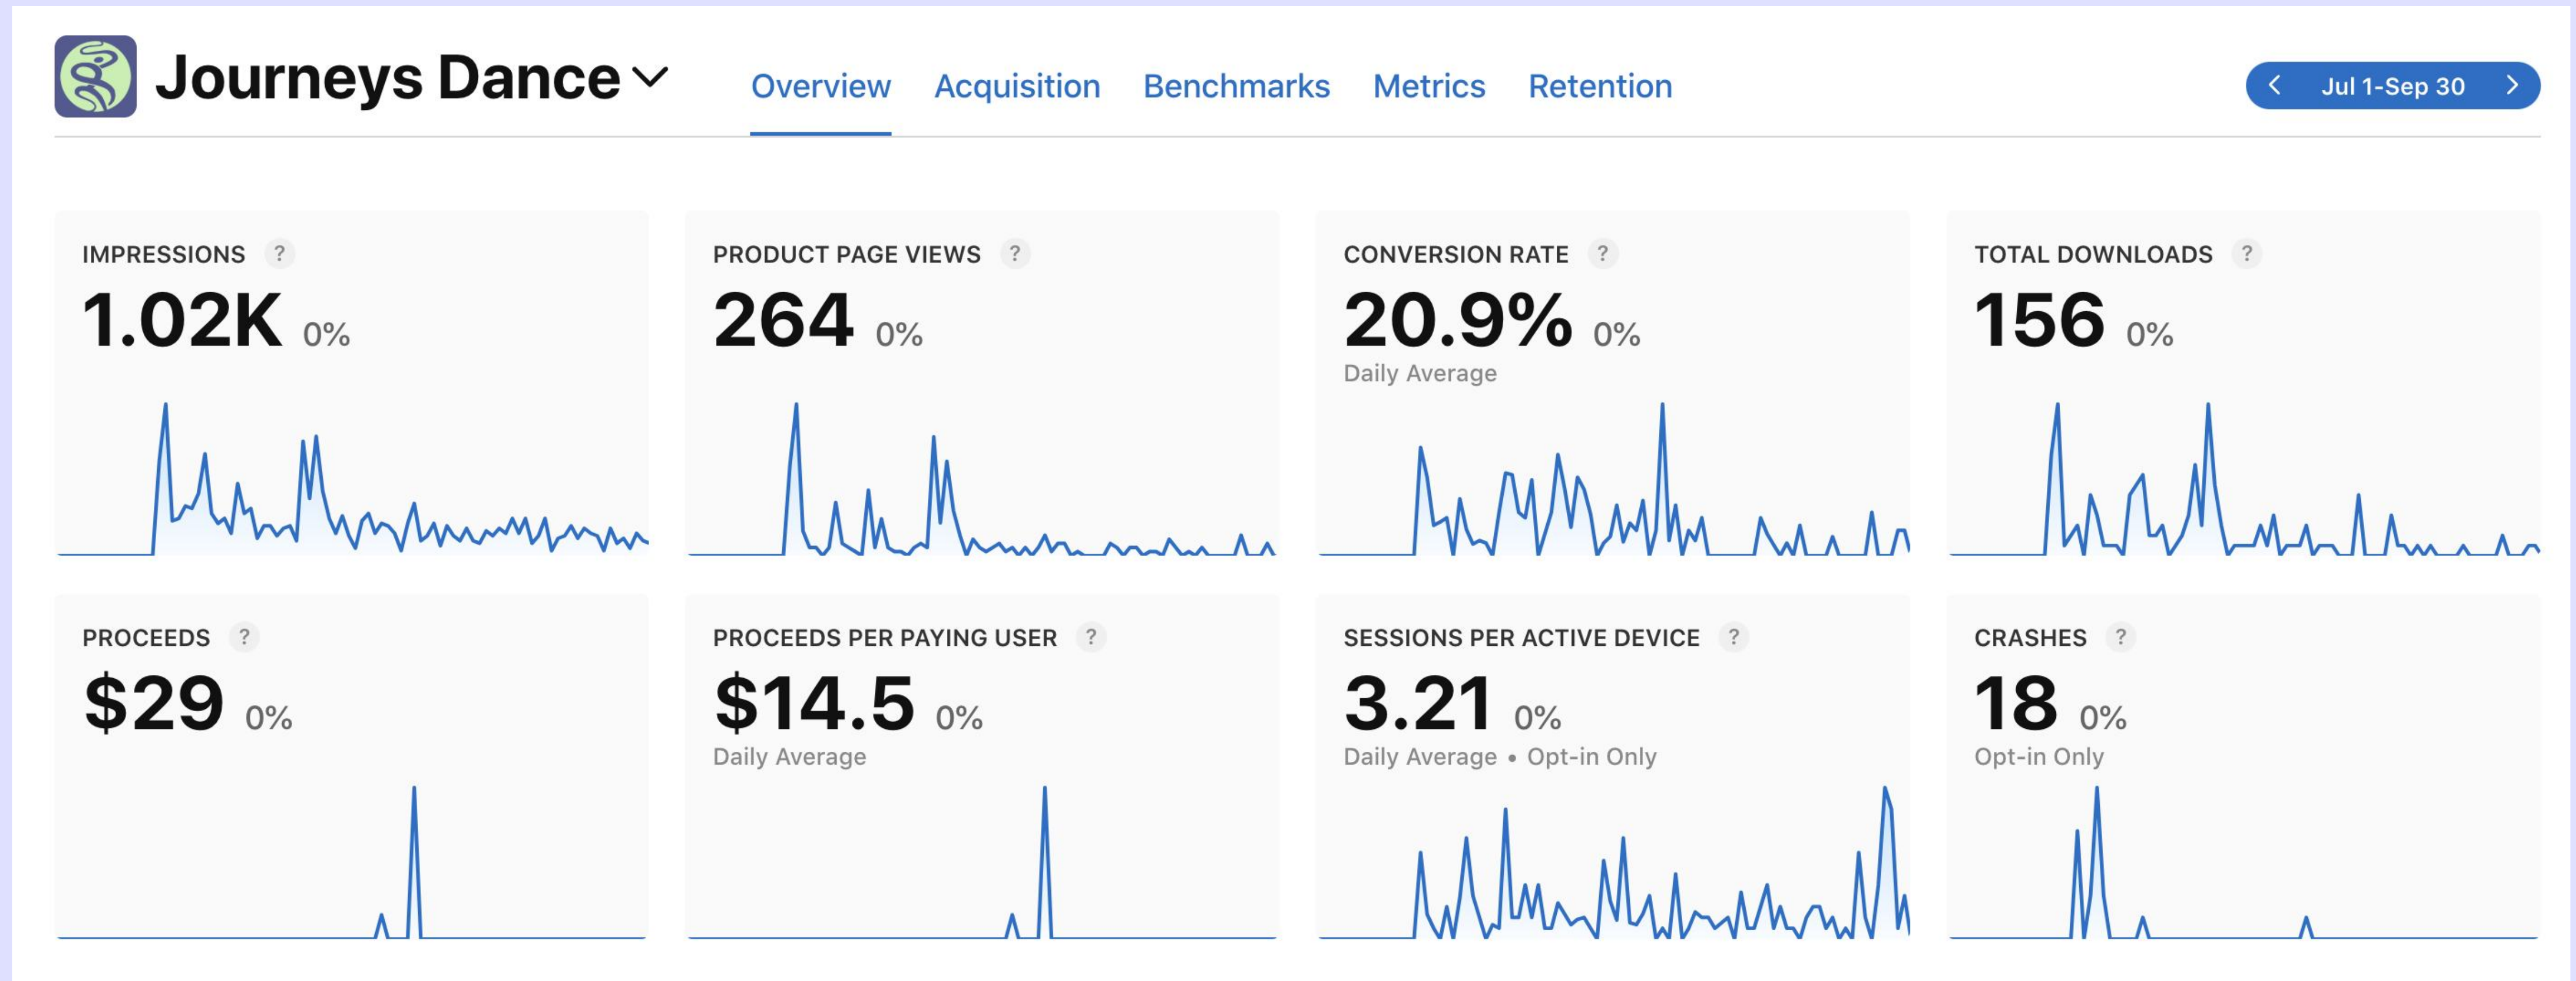 Journeys Dance
Overview Acquisition Benchmarks Metrics Retention
Jul 1-Sep 30
IMPRESSIONS ?
1.02K 0%
PRODUCT PAGE VIEWS ?
264 0%
CONVERSION RATE ?
20.9% 0%
Daily Average
TOTAL DOWNLOADS ?
156 0%
PROCEEDS ?
$29 0%
PROCEEDS PER PAYING USER ?
$14.5 0%
Daily Average
SESSIONS PER ACTIVE DEVICE ?
3.21 0%
Daily Average • Opt-in Only
CRASHES ?
18 0%
Opt-in Only